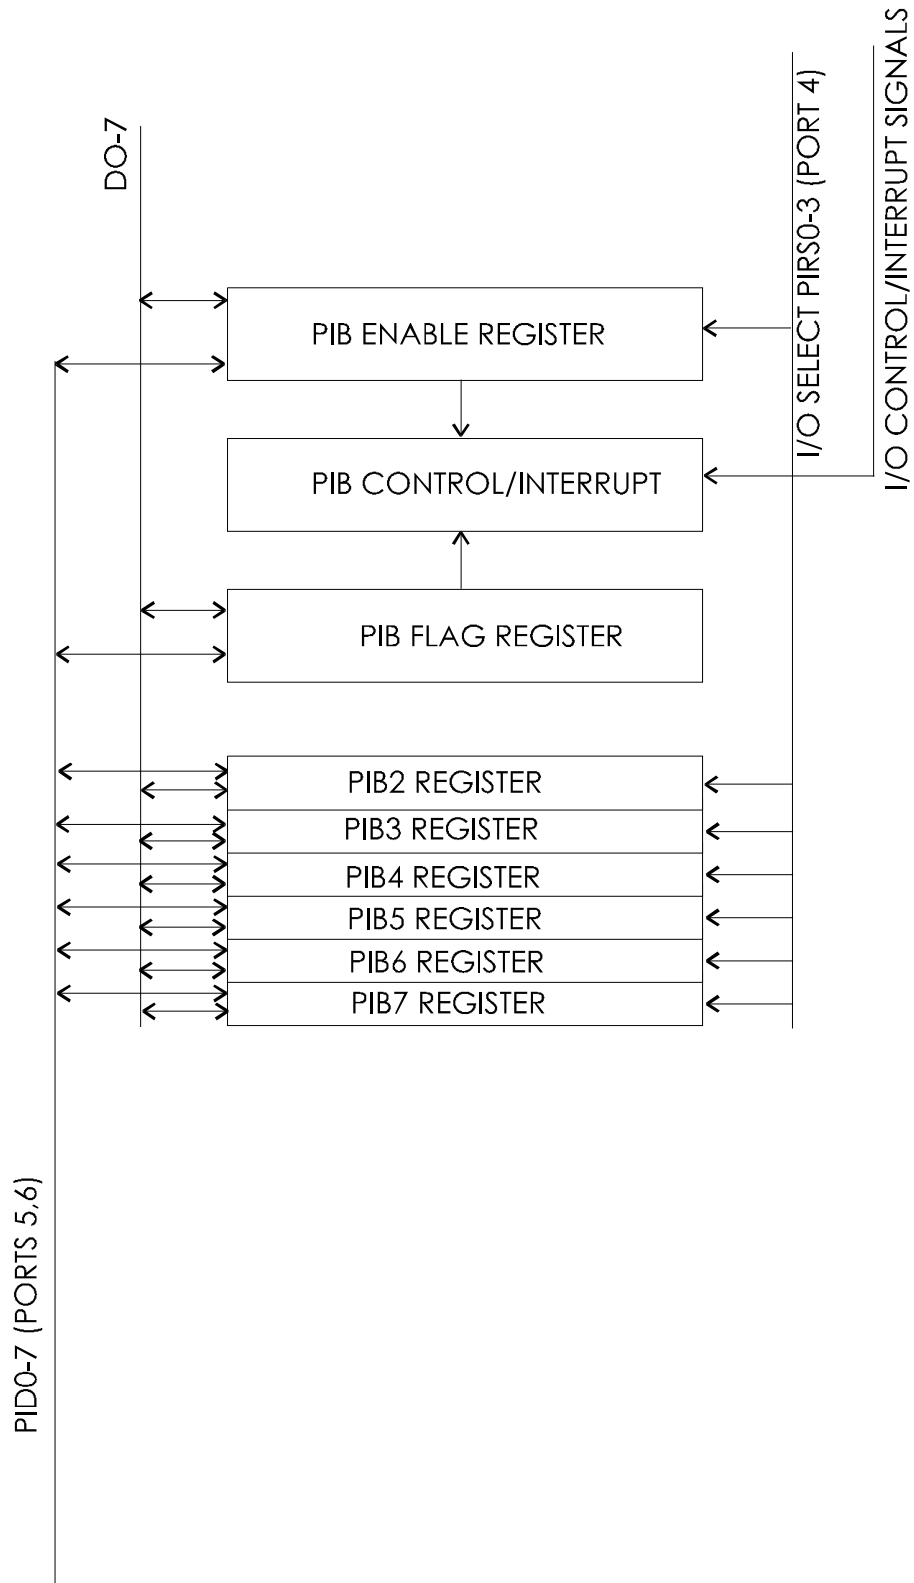 DO-7
I/O SELECT PIRS0-3 (PORT 4)
I/O CONTROL/INTERRUPT SIGNALS
PIB ENABLE REGISTER
PIB CONTROL/INTERRUPT
PIB FLAG REGISTER
PIB2 REGISTER
PIB3 REGISTER
PIB4 REGISTER
PIB5 REGISTER
PIB6 REGISTER
PIB7 REGISTER
PID0-7 (PORTS 5,6)